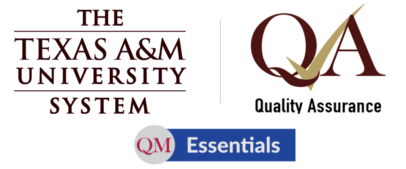 THE
TEXAS A&M
UNIVERSITY
SYSTEM
QA
Quality Assurance
QM Essentials